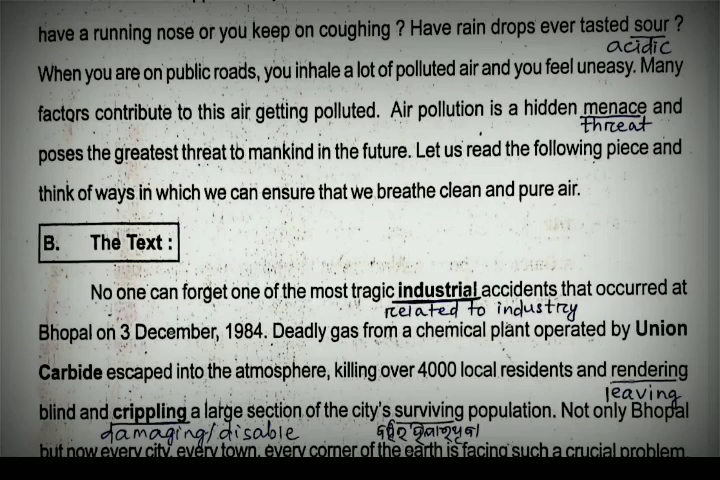 have a running nose or you keep on coughing ? Have rain drops ever tasted sour ?
acidic
When you are on public roads, you inhale a lot of polluted air and you feel uneasy. Many
factors contribute to this air getting polluted. Air pollution is a hidden menace and
threat
poses the greatest threat to mankind in the future. Let us read the following piece and
think of ways in which we can ensure that we breathe clean and pure air.
B. The Text :
No one can forget one of the most tragic industrial accidents that occurred at
related to industry
Bhopal on 3 December, 1984. Deadly gas from a chemical plant operated by Union
Carbide escaped into the atmosphere, killing over 4000 local residents and rendering
leaving
blind and crippling a large section of the city's surviving population. Not only Bhopal
damaging/disable
but now every city, every town, every corner of the earth is facing such a crucial problem.